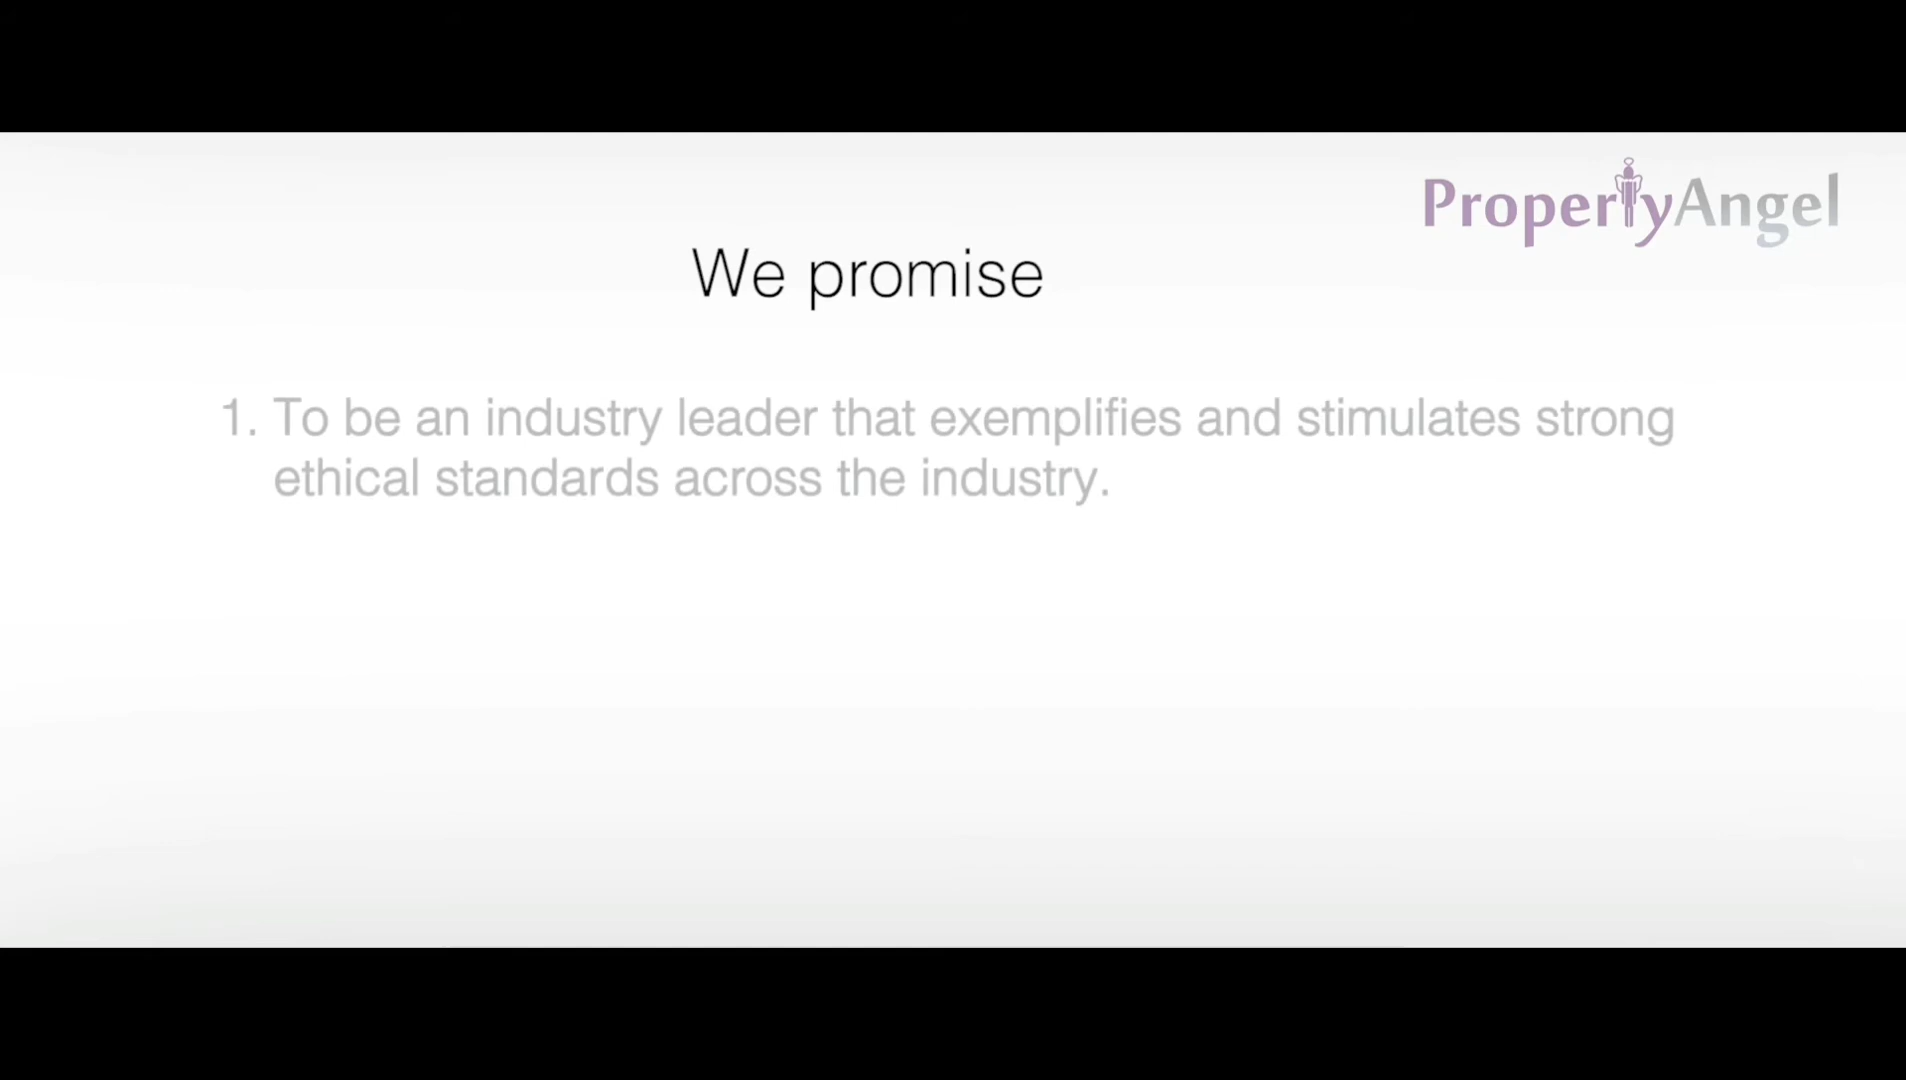 PropertyAngel
We promise
1. To be an industry leader that exemplifies and stimulates strong
ethical standards across the industry.